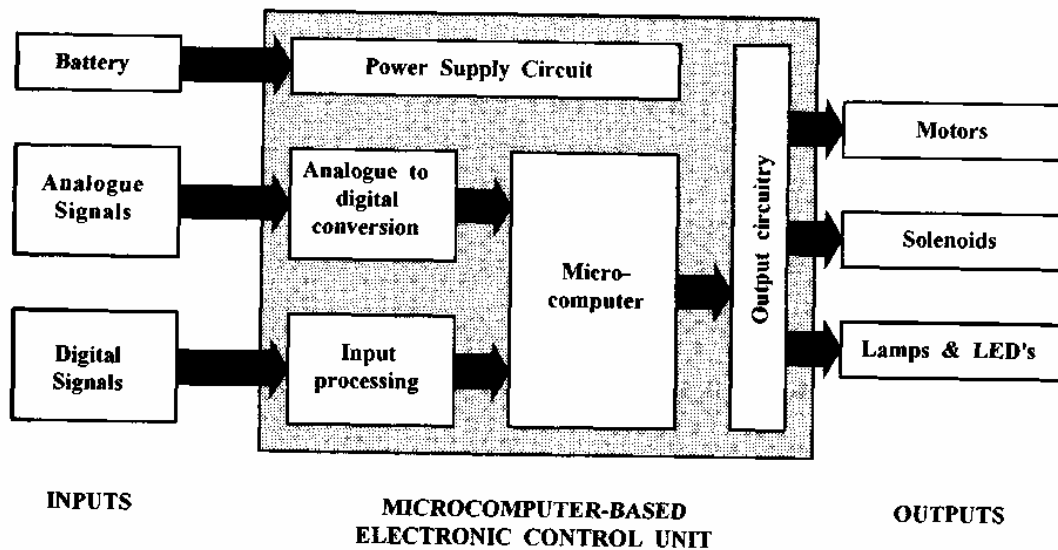 Battery
Power Supply Circuit
Analogue
Signals
Analogue to
digital
conversion
Micro-
computer
Output circuitry
Motors
Solenoids
Lamps & LED's
Digital
Signals
Input
processing
INPUTS
MICROCOMPUTER-BASED
ELECTRONIC CONTROL UNIT
OUTPUTS